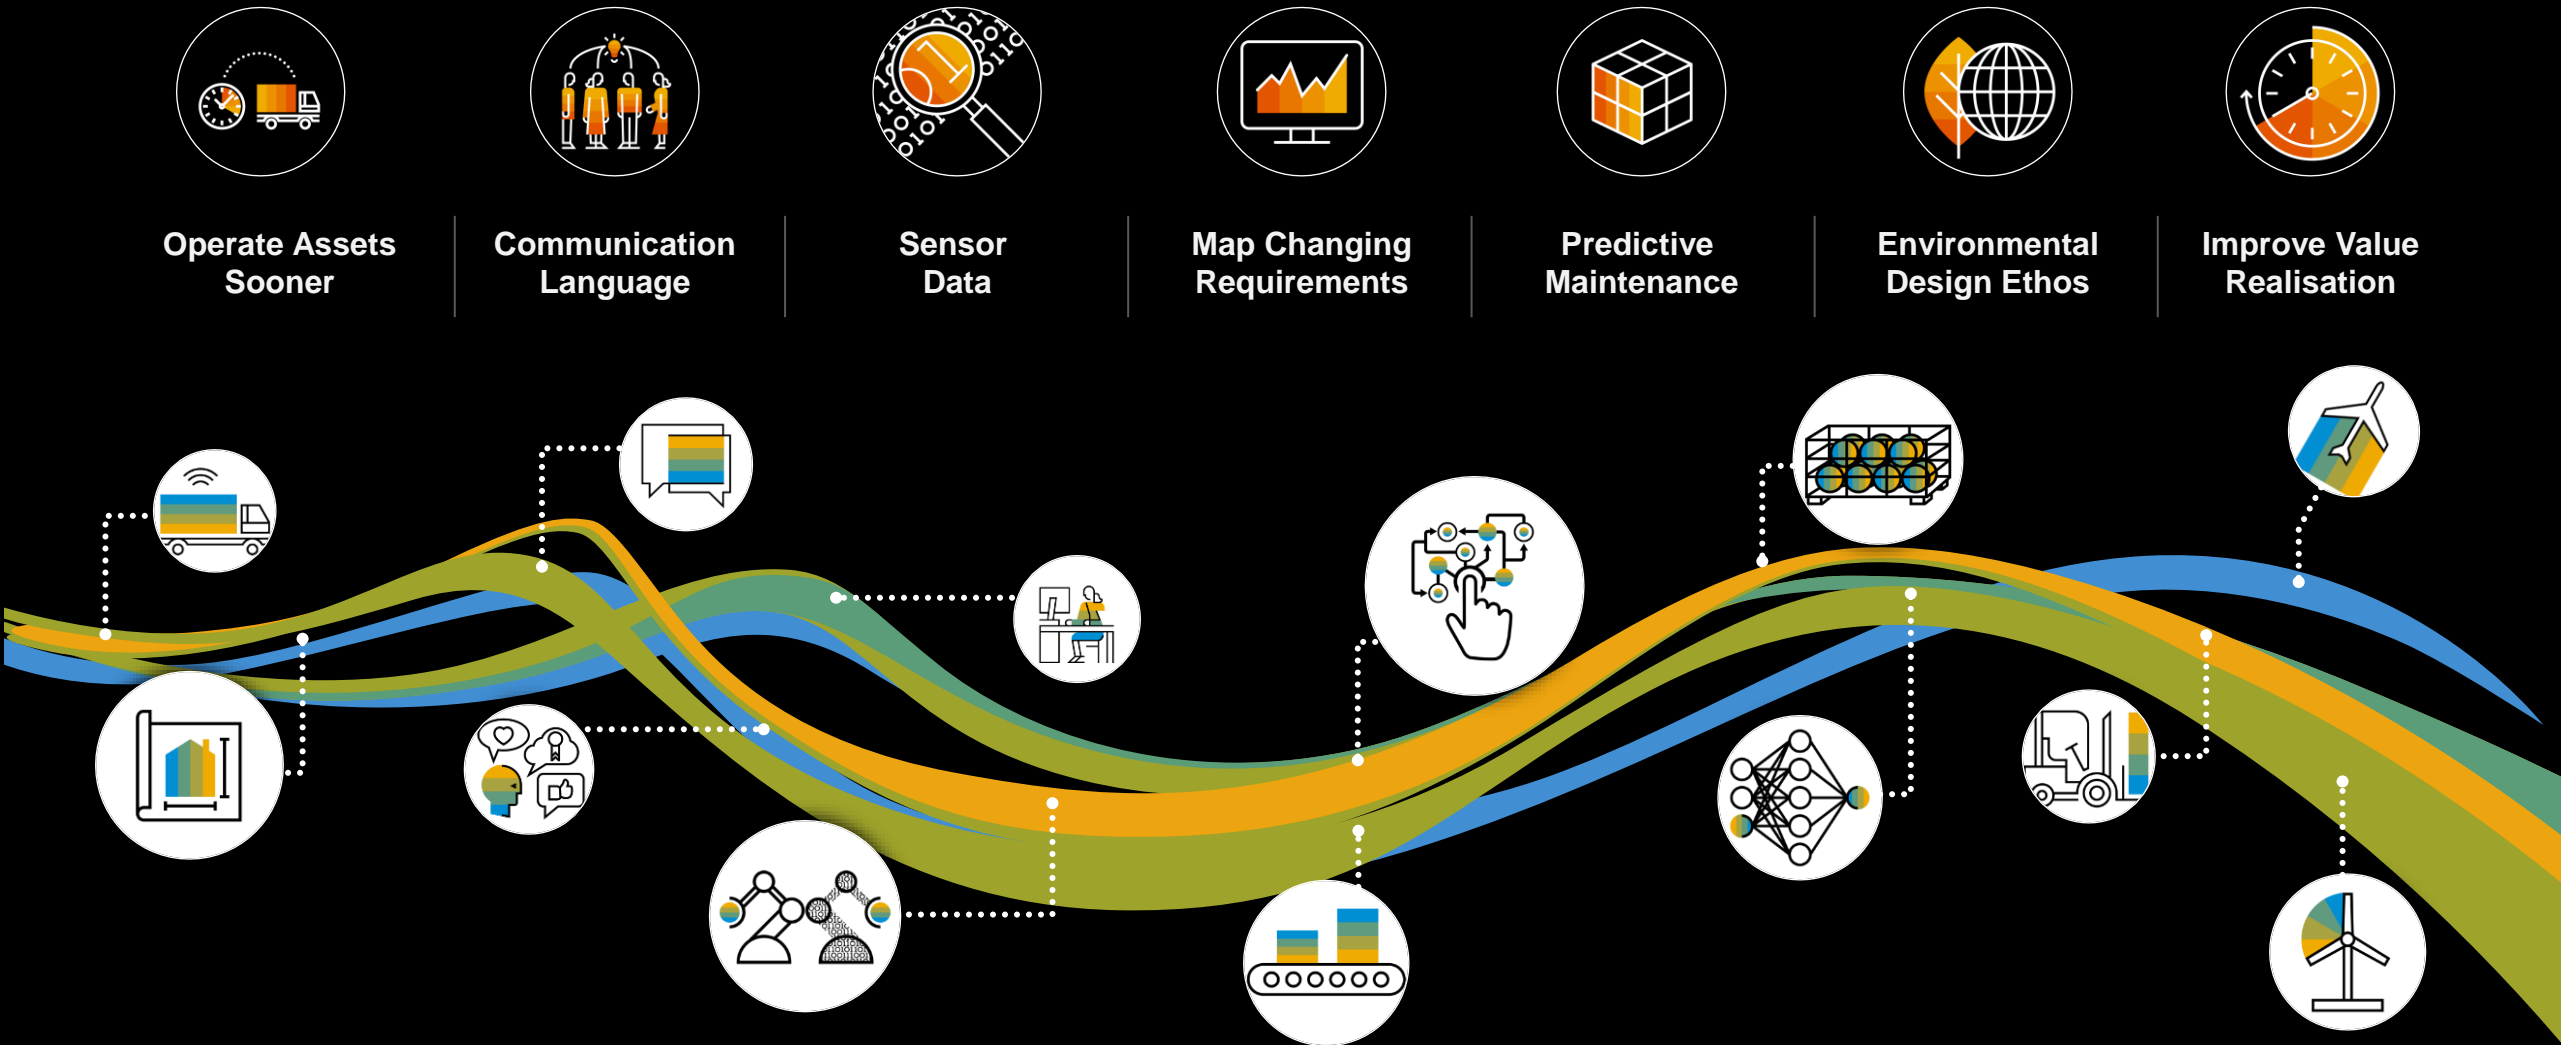 Operate Assets
Sooner
Communication
Language
Sensor
Data
Map Changing
Requirements
Predictive
Maintenance
Environmental
Design Ethos
Improve Value
Realisation